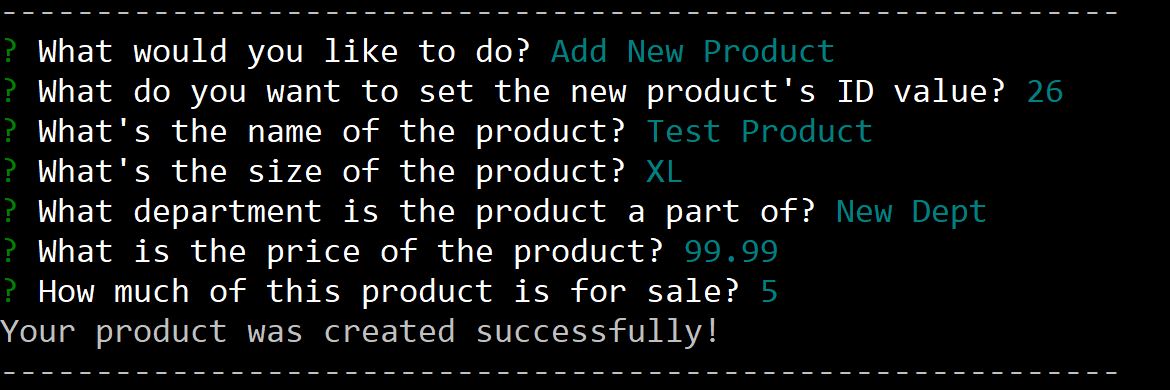 -----------------------------------------------------------
? What would you like to do? Add New Product
? What do you want to set the new product's ID value? 26
? What's the name of the product? Test Product
? What's the size of the product? XL
? What department is the product a part of? New Dept
? What is the price of the product? 99.99
? How much of this product is for sale? 5
Your product was created successfully!
-----------------------------------------------------------